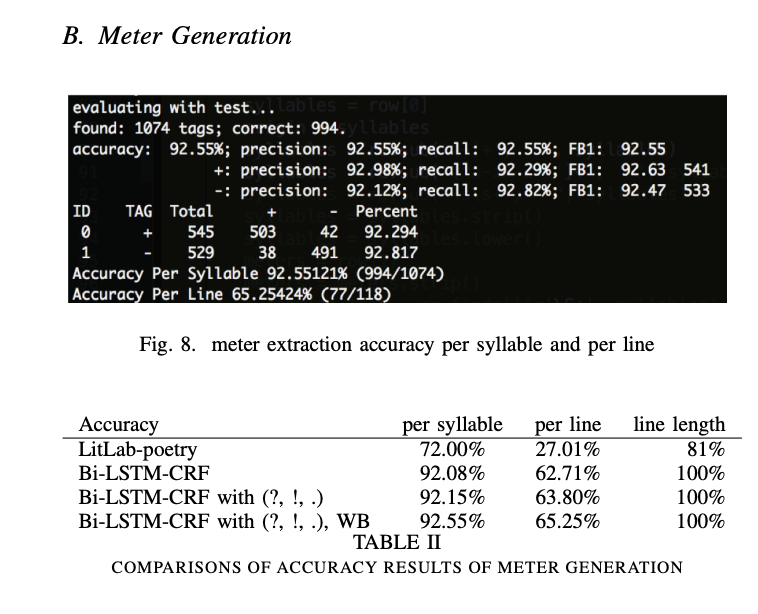 B. Meter Generation
evaluating with test...
found: 1074 tags; correct: 994.
accuracy: 92.55%; precision: 92.55%; recall: 92.55%; FB1: 92.55
+: precision: 92.98%; recall: 92.29%; FB1: 92.63 541
-: precision: 92.12%; recall: 92.82%; FB1: 92.47 533
ID TAG Total + - Percent
0 + 545 503 42 92.294
1 - 529 38 491 92.817
Accuracy Per Syllable 92.55121% (994/1074)
Accuracy Per Line 65.25424% (77/118)
Fig. 8. meter extraction accuracy per syllable and per line
Accuracy per syllable per line line length
LitLab-poetry 72.00% 27.01% 81%
Bi-LSTM-CRF 92.08% 62.71% 100%
Bi-LSTM-CRF with (?, !, .) 92.15% 63.80% 100%
Bi-LSTM-CRF with (?, !, .), WB 92.55% 65.25% 100%
TABLE II
COMPARISONS OF ACCURACY RESULTS OF METER GENERATION